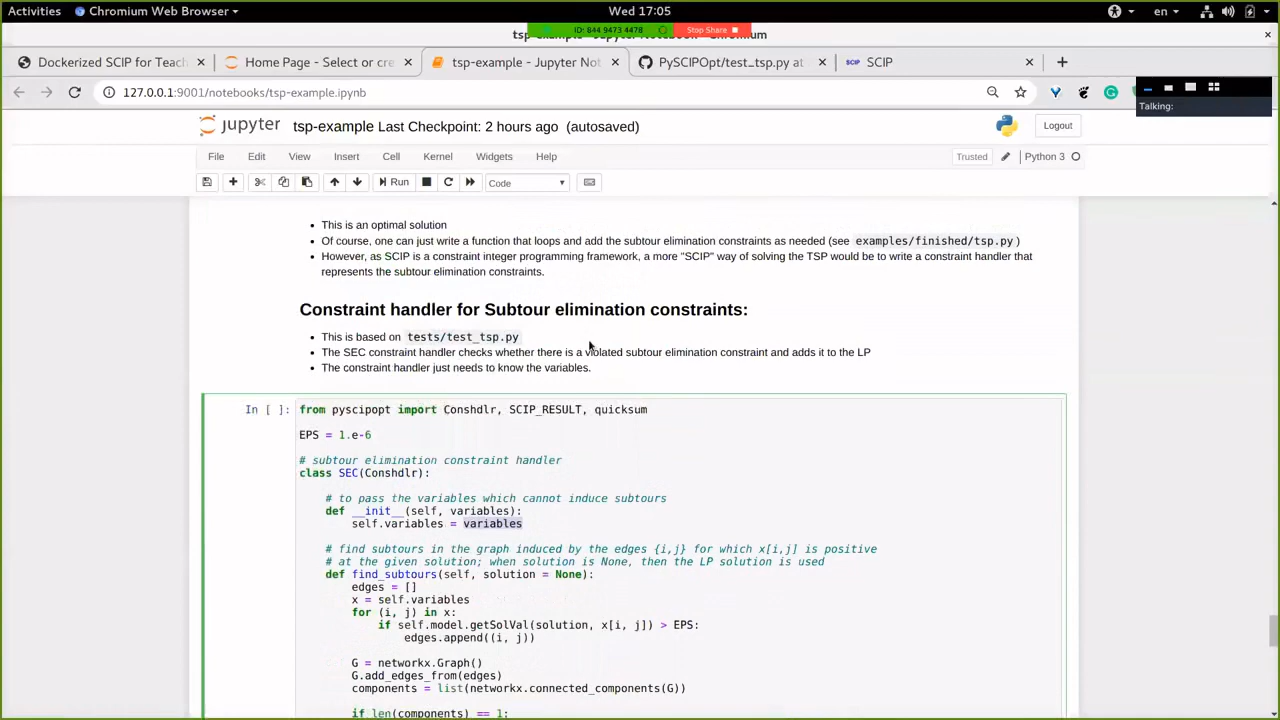 Activities Chromium Web Browser Wed 17:05 en
ID: 844 9473 4478 Stop Share
Dockerized SCIP for Teach Home Page - Select or cre tsp-example - Jupyter Not PySCIPOpt/test_tsp.py at SCIP
127.0.0.1:9001/notebooks/tsp-example.ipynb
Talking:
jupyter tsp-example Last Checkpoint: 2 hours ago (autosaved) Logout
File Edit View Insert Cell Kernel Widgets Help Trusted Python 3
Run Code
This is an optimal solution
Of course, one can just write a function that loops and add the subtour elimination constraints as needed (see examples/finished/tsp.py )
However, as SCIP is a constraint integer programming framework, a more "SCIP" way of solving the TSP would be to write a constraint handler that
represents the subtour elimination constraints.
Constraint handler for Subtour elimination constraints:
This is based on tests/test_tsp.py
The SEC constraint handler checks whether there is a violated subtour elimination constraint and adds it to the LP
The constraint handler just needs to know the variables.
In [ ]: from pyscipopt import Conshdlr, SCIP_RESULT, quicksum
EPS = 1.e-6
# subtour elimination constraint handler
class SEC(Conshdlr):
# to pass the variables which cannot induce subtours
def __init__(self, variables):
self.variables = variables
# find subtours in the graph induced by the edges {i,j} for which x[i,j] is positive
# at the given solution; when solution is None, then the LP solution is used
def find_subtours(self, solution = None):
edges = []
x = self.variables
for (i, j) in x:
if self.model.getSolVal(solution, x[i, j]) > EPS:
edges.append((i, j))
G = networkx.Graph()
G.add_edges_from(edges)
components = list(networkx.connected_components(G))
if len(components) == 1: